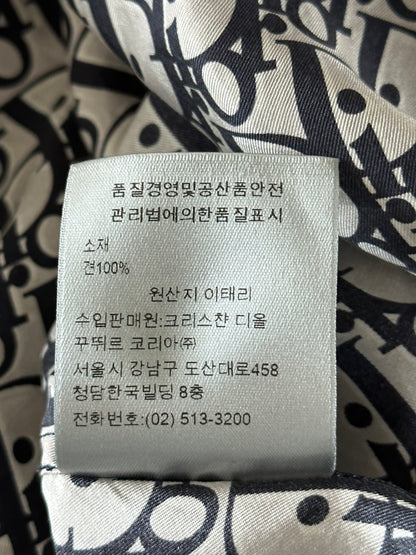 품질경영및공산품안전
관리법에의한품질표시
소재
견100%
원산지 이태리
수입판매원:크리스챤 디올
꾸뛰르 코리아㈜
서울시 강남구 도산대로458
청담한국빌딩 8층
전화번호:(02) 513-3200